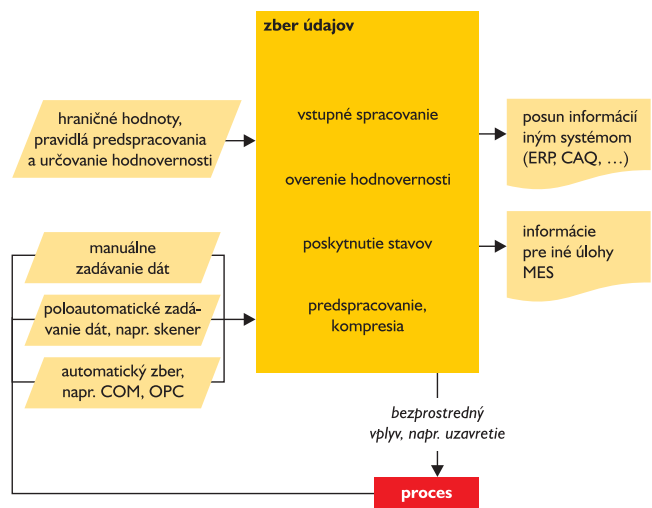 zber údajov
hraničné hodnoty,
pravidlá predspracovania
a určovanie hodnovernosti
manuálne
zadávanie dát
poloautomatické zadá-
vanie dát, napr. skener
automatický zber,
napr. COM, OPC
vstupné spracovanie
overenie hodnovernosti
poskytnutie stavov
predspracovanie,
kompresia
posun informácií
iným systémom
(ERP, CAQ, ...)
informácie
pre iné úlohy
MES
bezprostredný
vplyv, napr. uzavretie
proces